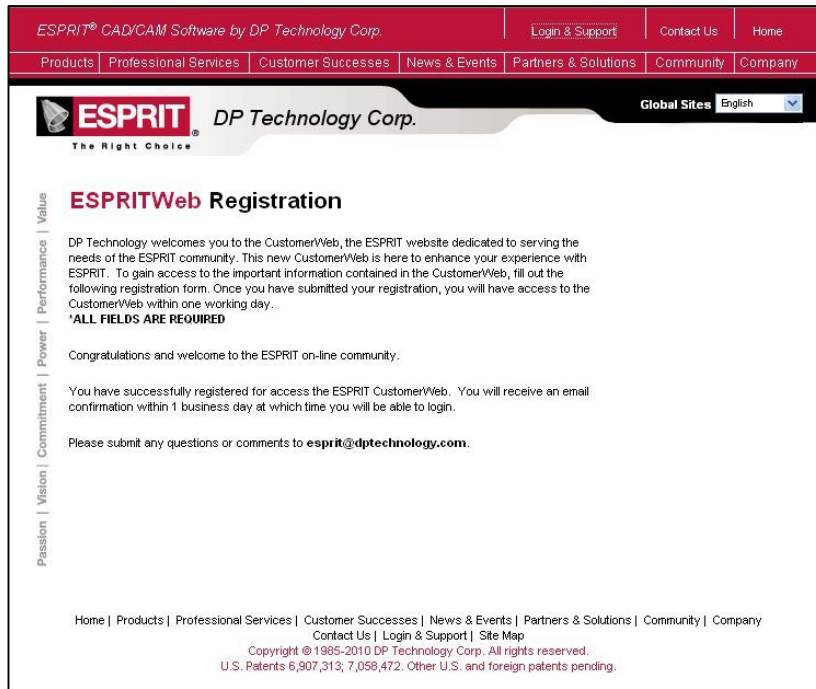 ESPRIT® CAD/CAM Software by DP Technology Corp. Login & Support Contact Us Home
Products Professional Services Customer Successes News & Events Partners & Solutions Community Company
Global Sites English
ESPRIT® DP Technology Corp.
The Right Choice
Passion | Vision | Commitment | Power | Performance | Value
ESPRITWeb Registration
DP Technology welcomes you to the CustomerWeb, the ESPRIT website dedicated to serving the
needs of the ESPRIT community. This new CustomerWeb is here to enhance your experience with
ESPRIT. To gain access to the important information contained in the CustomerWeb, fill out the
following registration form. Once you have submitted your registration, you will have access to the
CustomerWeb within one working day.
*ALL FIELDS ARE REQUIRED
Congratulations and welcome to the ESPRIT on-line community.
You have successfully registered for access the ESPRIT CustomerWeb. You will receive an email
confirmation within 1 business day at which time you will be able to login.
Please submit any questions or comments to esprit@dptechnology.com.
Home | Products | Professional Services | Customer Successes | News & Events | Partners & Solutions | Community | Company
Contact Us | Login & Support | Site Map
Copyright © 1985-2010 DP Technology Corp. All rights reserved.
U.S. Patents 6,907,313; 7,058,472. Other U.S. and foreign patents pending.